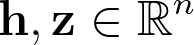 𝐡, 𝐳 ∈ ℝⁿ